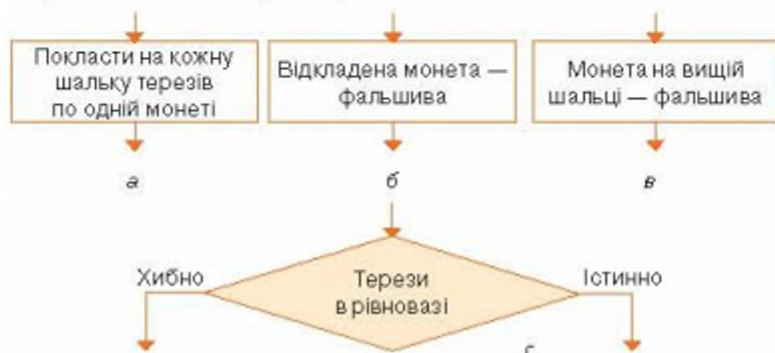 Покласти на кожну
шальку терезів
по одній монеті
Відкладена монета —
фальшива
Монета на вищій
шальці — фальшива
а
б
в
Хибно
Терези
в рівновазі
Істинно